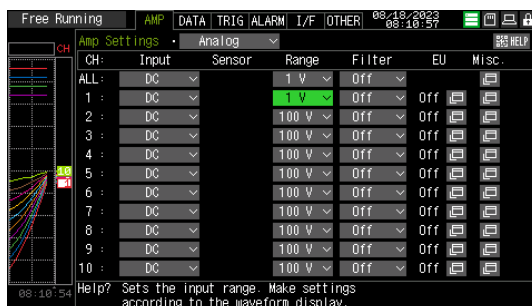 Free Running AMP DATA TRIG ALARM I/F OTHER 08/18/2023 08:10:57
CH Amp Settings · Analog HELP
CH: Input Sensor Range Filter EU Misc.
ALL: DC 1 V Off
1 : DC 1 V Off Off
2 : DC 100 V Off Off
3 : DC 100 V Off Off
4 : DC 100 V Off Off
10 5 : DC 100 V Off Off
1 6 : DC 100 V Off Off
7 : DC 100 V Off Off
8 : DC 100 V Off Off
9 : DC 100 V Off Off
10 : DC 100 V Off Off
08:10:54 Help? Sets the input range. Make settings
according to the waveform display.